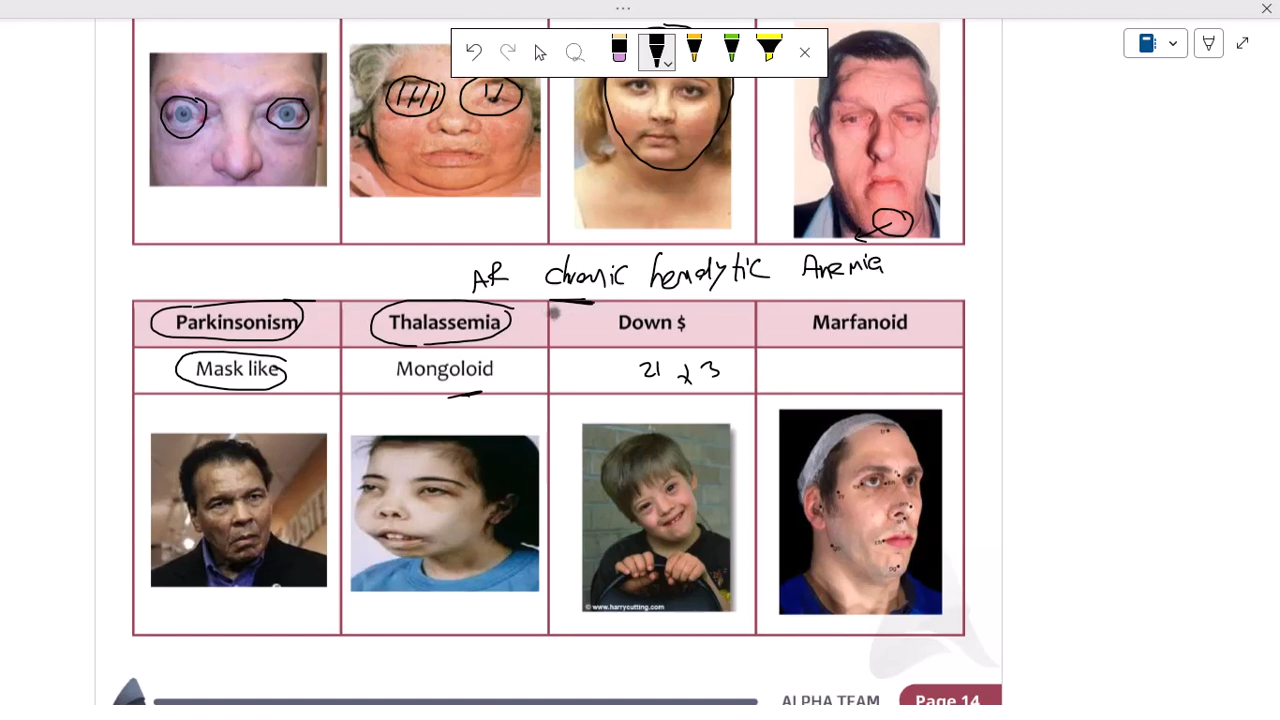 AR chronic hemolytic Anemia
Parkinsonism Thalassemia Down $ Marfanoid
Mask like Mongoloid 21 3
© www.harrycutting.com
ALPHA TEAM Page 14